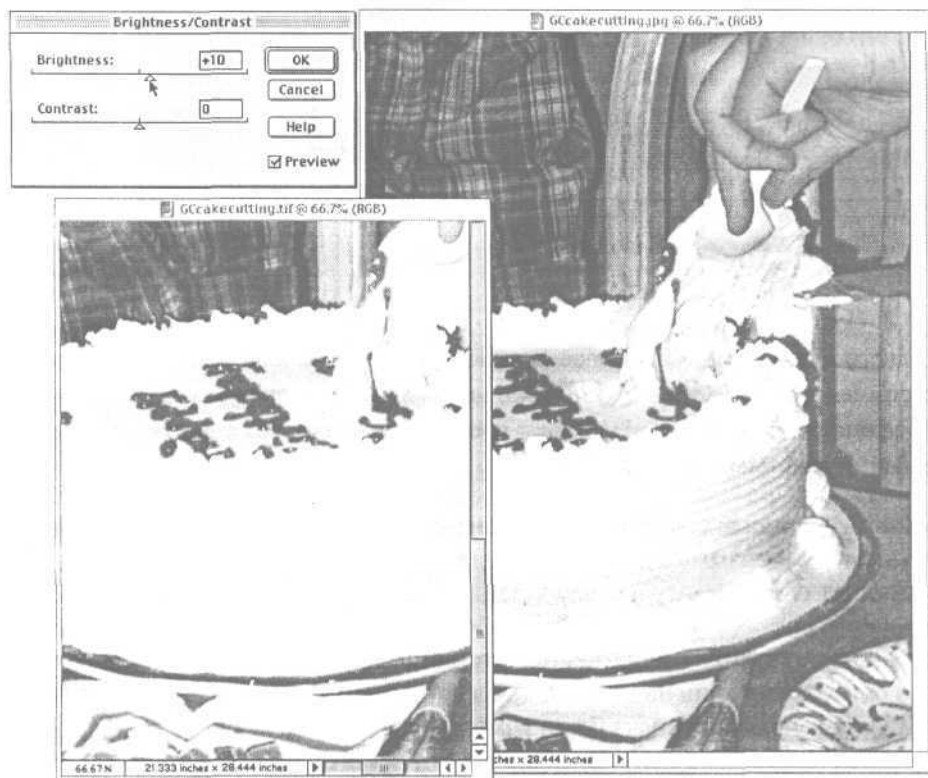 Brightness/Contrast
Brightness: +10
OK
Cancel
Contrast: 0
Help
Preview
GCcakecutting.jpg @ 66.7% (RGB)
GCcakecutting.tif @ 66.7% (RGB)
66.67% 21.333 inches x 28.444 inches
ches x 28.444 inches